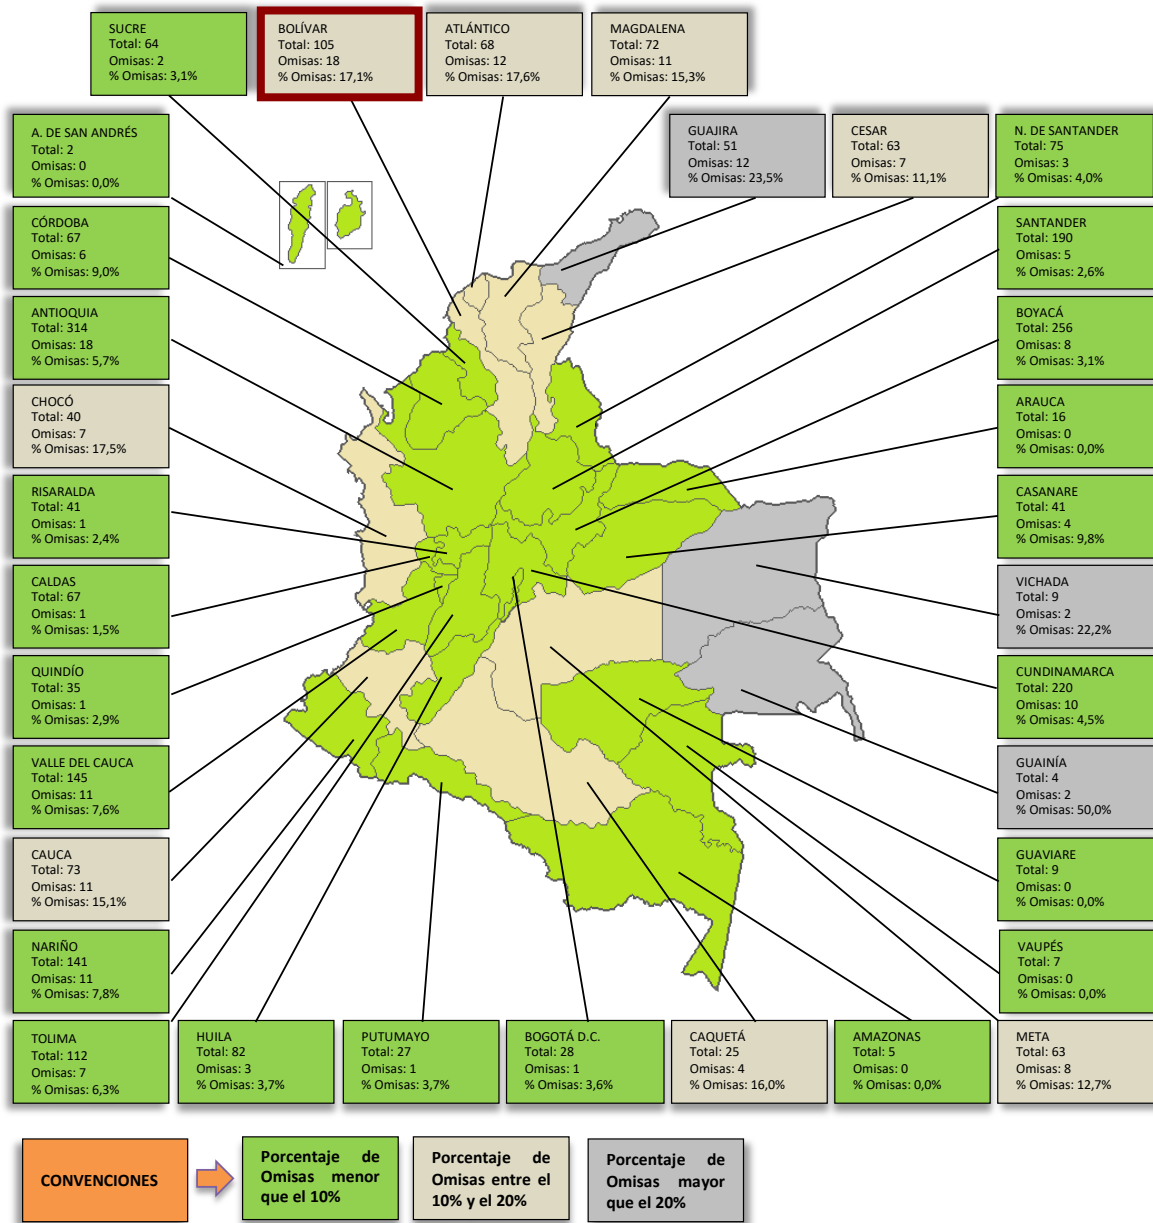 SUCRE
Total: 64
Omisas: 2
% Omisas: 3,1%
BOLÍVAR
Total: 105
Omisas: 18
% Omisas: 17,1%
ATLÁNTICO
Total: 68
Omisas: 12
% Omisas: 17,6%
MAGDALENA
Total: 72
Omisas: 11
% Omisas: 15,3%
A. DE SAN ANDRÉS
Total: 2
Omisas: 0
% Omisas: 0,0%
GUAJIRA
Total: 51
Omisas: 12
% Omisas: 23,5%
CESAR
Total: 63
Omisas: 7
% Omisas: 11,1%
N. DE SANTANDER
Total: 75
Omisas: 3
% Omisas: 4,0%
CÓRDOBA
Total: 67
Omisas: 6
% Omisas: 9,0%
SANTANDER
Total: 190
Omisas: 5
% Omisas: 2,6%
ANTIOQUIA
Total: 314
Omisas: 18
% Omisas: 5,7%
BOYACÁ
Total: 256
Omisas: 8
% Omisas: 3,1%
CHOCÓ
Total: 40
Omisas: 7
% Omisas: 17,5%
ARAUCA
Total: 16
Omisas: 0
% Omisas: 0,0%
RISARALDA
Total: 41
Omisas: 1
% Omisas: 2,4%
CASANARE
Total: 41
Omisas: 4
% Omisas: 9,8%
CALDAS
Total: 67
Omisas: 1
% Omisas: 1,5%
VICHADA
Total: 9
Omisas: 2
% Omisas: 22,2%
QUINDÍO
Total: 35
Omisas: 1
% Omisas: 2,9%
CUNDINAMARCA
Total: 220
Omisas: 10
% Omisas: 4,5%
VALLE DEL CAUCA
Total: 145
Omisas: 11
% Omisas: 7,6%
GUAINÍA
Total: 4
Omisas: 2
% Omisas: 50,0%
CAUCA
Total: 73
Omisas: 11
% Omisas: 15,1%
GUAVIARE
Total: 9
Omisas: 0
% Omisas: 0,0%
NARIÑO
Total: 141
Omisas: 11
% Omisas: 7,8%
VAUPÉS
Total: 7
Omisas: 0
% Omisas: 0,0%
TOLIMA
Total: 112
Omisas: 7
% Omisas: 6,3%
HUILA
Total: 82
Omisas: 3
% Omisas: 3,7%
PUTUMAYO
Total: 27
Omisas: 1
% Omisas: 3,7%
BOGOTÁ D.C.
Total: 28
Omisas: 1
% Omisas: 3,6%
CAQUETÁ
Total: 25
Omisas: 4
% Omisas: 16,0%
AMAZONAS
Total: 5
Omisas: 0
% Omisas: 0,0%
META
Total: 63
Omisas: 8
% Omisas: 12,7%
CONVENCIONES
Porcentaje de
Omisas menor
que el 10%
Porcentaje de
Omisas entre el
10% y el 20%
Porcentaje de
Omisas mayor
que el 20%